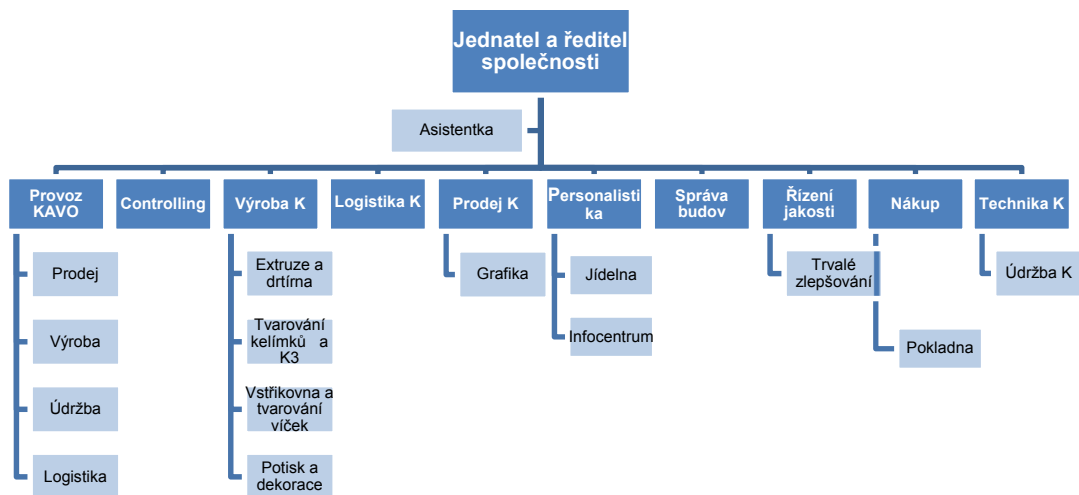 Jednatel a ředitel
společnosti
Asistentka
Provoz
KAVO
Controlling
Výroba K
Logistika K
Prodej K
Personalisti
ka
Správa
budov
Řízení
jakosti
Nákup
Technika K
Prodej
Výroba
Údržba
Logistika
Extruze a
drtírna
Tvarování
kelímků a
K3
Vstřikovna a
tvarování
víček
Potisk a
dekorace
Grafika
Jídelna
Infocentrum
Trvalé
zlepšování
Pokladna
Údržba K